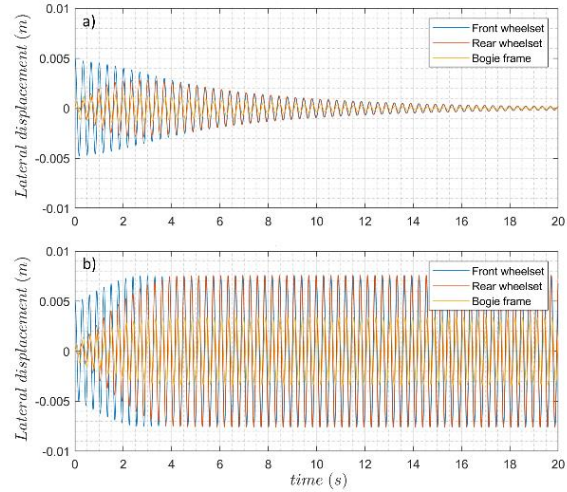 a)
Front wheelset
Rear wheelset
Bogie frame
Lateral displacement (m)
0.01
0.005
0
-0.005
-0.01
0 2 4 6 8 10 12 14 16 18 20
b)
Front wheelset
Rear wheelset
Bogie frame
Lateral displacement (m)
0.01
0.005
0
-0.005
-0.01
0 2 4 6 8 10 12 14 16 18 20
time (s)